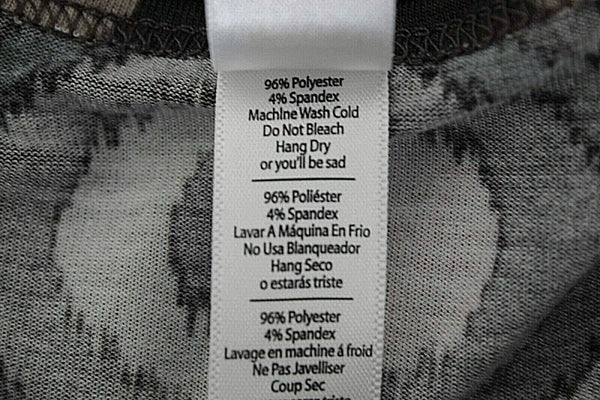 96% Polyester
4% Spandex
Machine Wash Cold
Do Not Bleach
Hang Dry
or you'll be sad
96% Poliéster
4% Spandex
Lavar A Máquina En Frio
No Usa Blanqueador
Hang Seco
o estarás triste
96% Polyester
4% Spandex
Lavage en machine á froid
Ne Pas Javelliser
Coup Sec